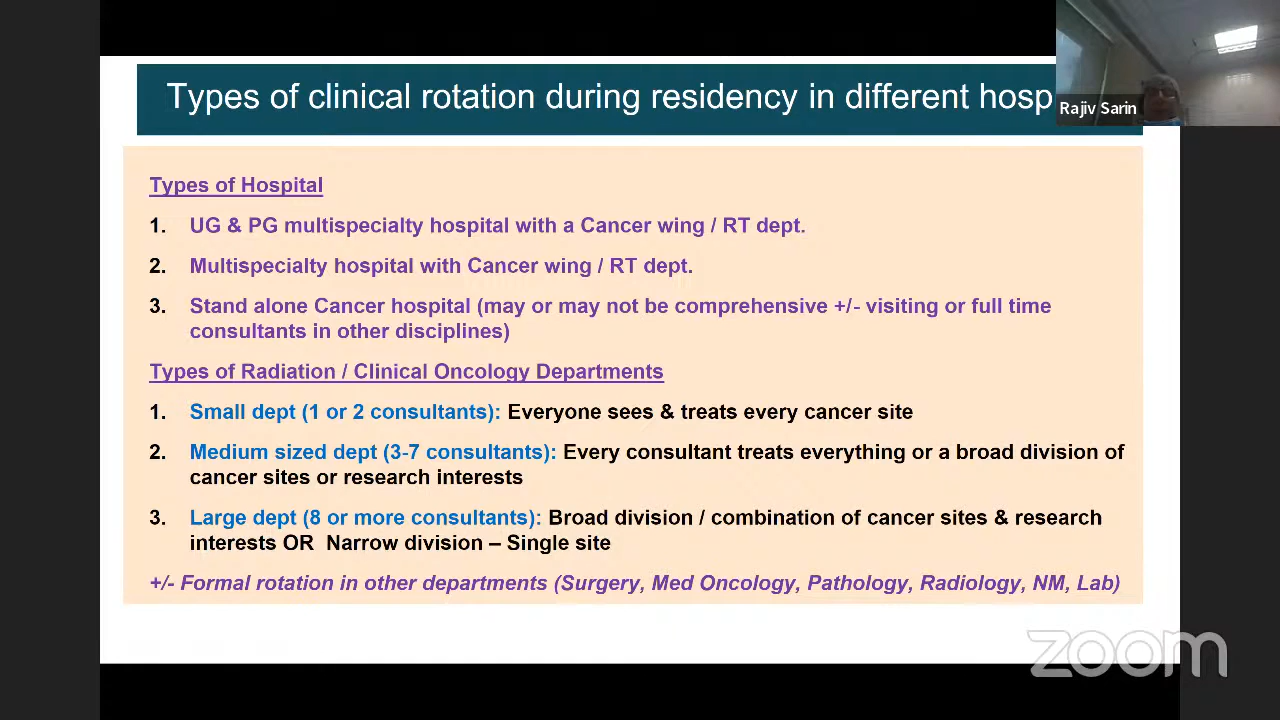 Types of clinical rotation during residency in different hosp
Rajiv Sarin
Types of Hospital
1. UG & PG multispecialty hospital with a Cancer wing / RT dept.
2. Multispecialty hospital with Cancer wing / RT dept.
3. Stand alone Cancer hospital (may or may not be comprehensive +/- visiting or full time
consultants in other disciplines)
Types of Radiation / Clinical Oncology Departments
1. Small dept (1 or 2 consultants): Everyone sees & treats every cancer site
2. Medium sized dept (3-7 consultants): Every consultant treats everything or a broad division of
cancer sites or research interests
3. Large dept (8 or more consultants): Broad division / combination of cancer sites & research
interests OR Narrow division – Single site
+/- Formal rotation in other departments (Surgery, Med Oncology, Pathology, Radiology, NM, Lab)
zoom